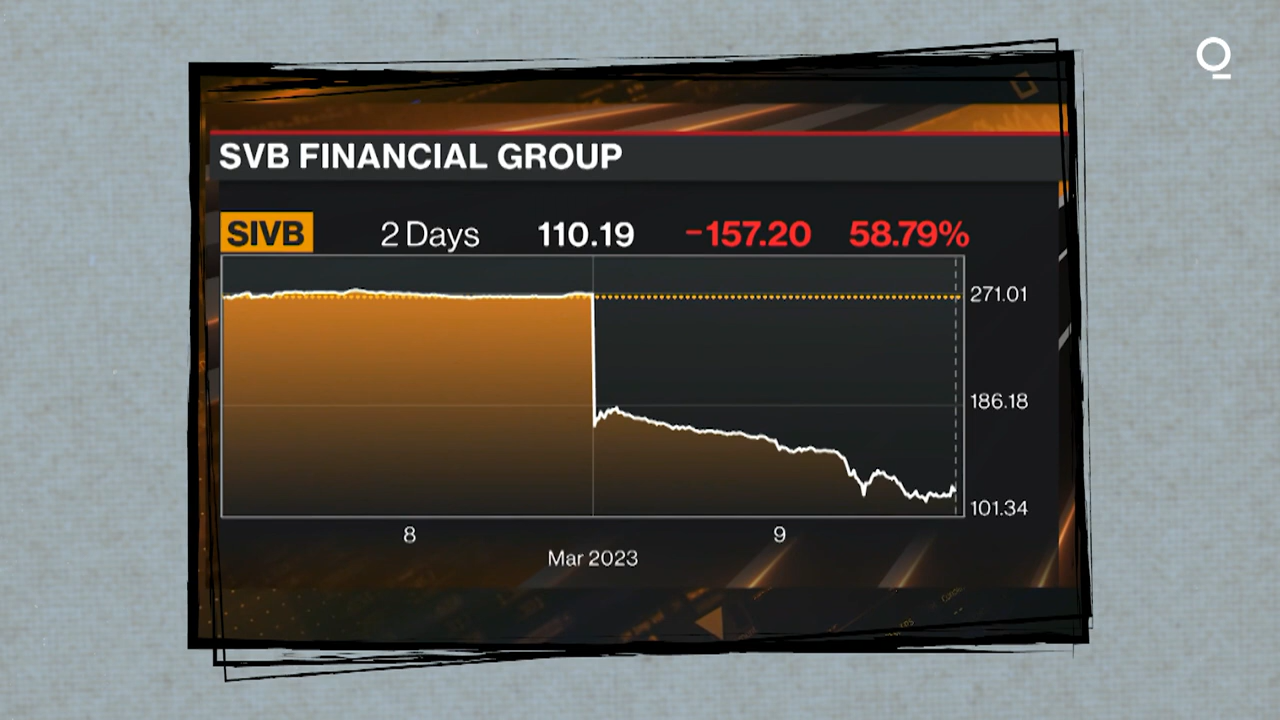 SVB FINANCIAL GROUP
SIVB 2 Days 110.19 -157.20 58.79%
271.01
186.18
101.34
8 9
Mar 2023